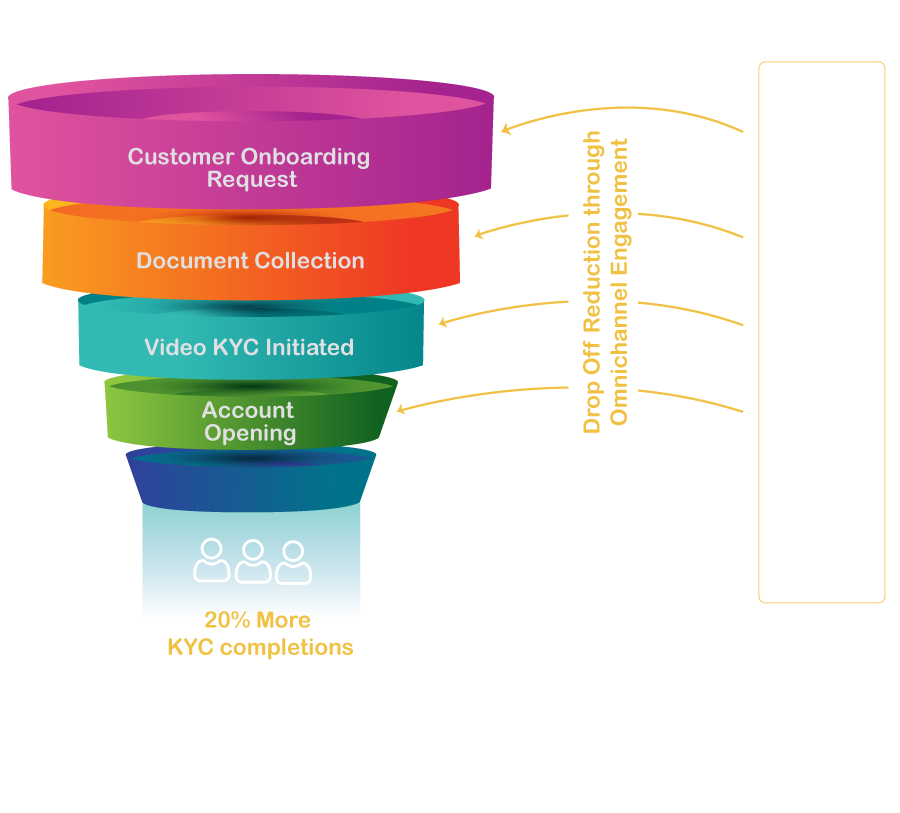 Customer Onboarding
Request
Document Collection
Video KYC Initiated
Account
Opening
20% More
KYC completions
Drop Off Reduction through
Omnichannel Engagement